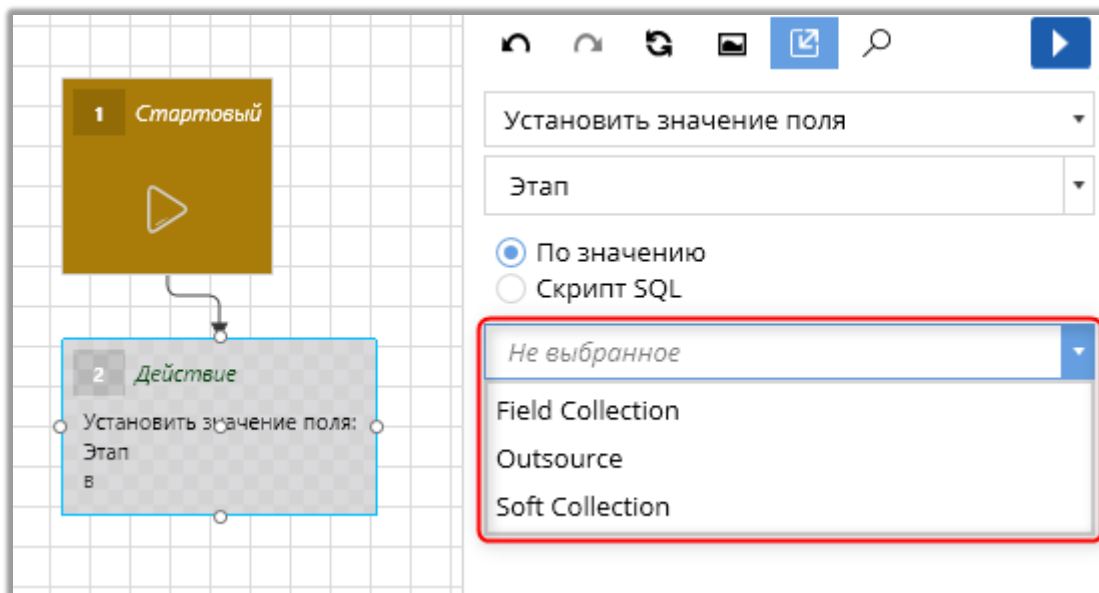 1 Стартовый
2 Действие
Установить значение поля:
Этап
в
Установить значение поля
Этап
По значению
Скрипт SQL
Не выбранное
Field Collection
Outsource
Soft Collection